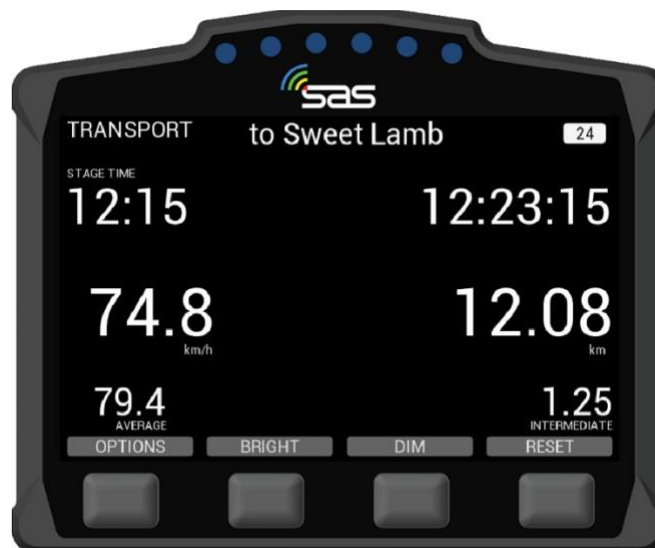 sas
TRANSPORT to Sweet Lamb 24
STAGE TIME
12:15 12:23:15
74.8 12.08
km/h km
79.4 1.25
AVERAGE INTERMEDIATE
OPTIONS BRIGHT DIM RESET